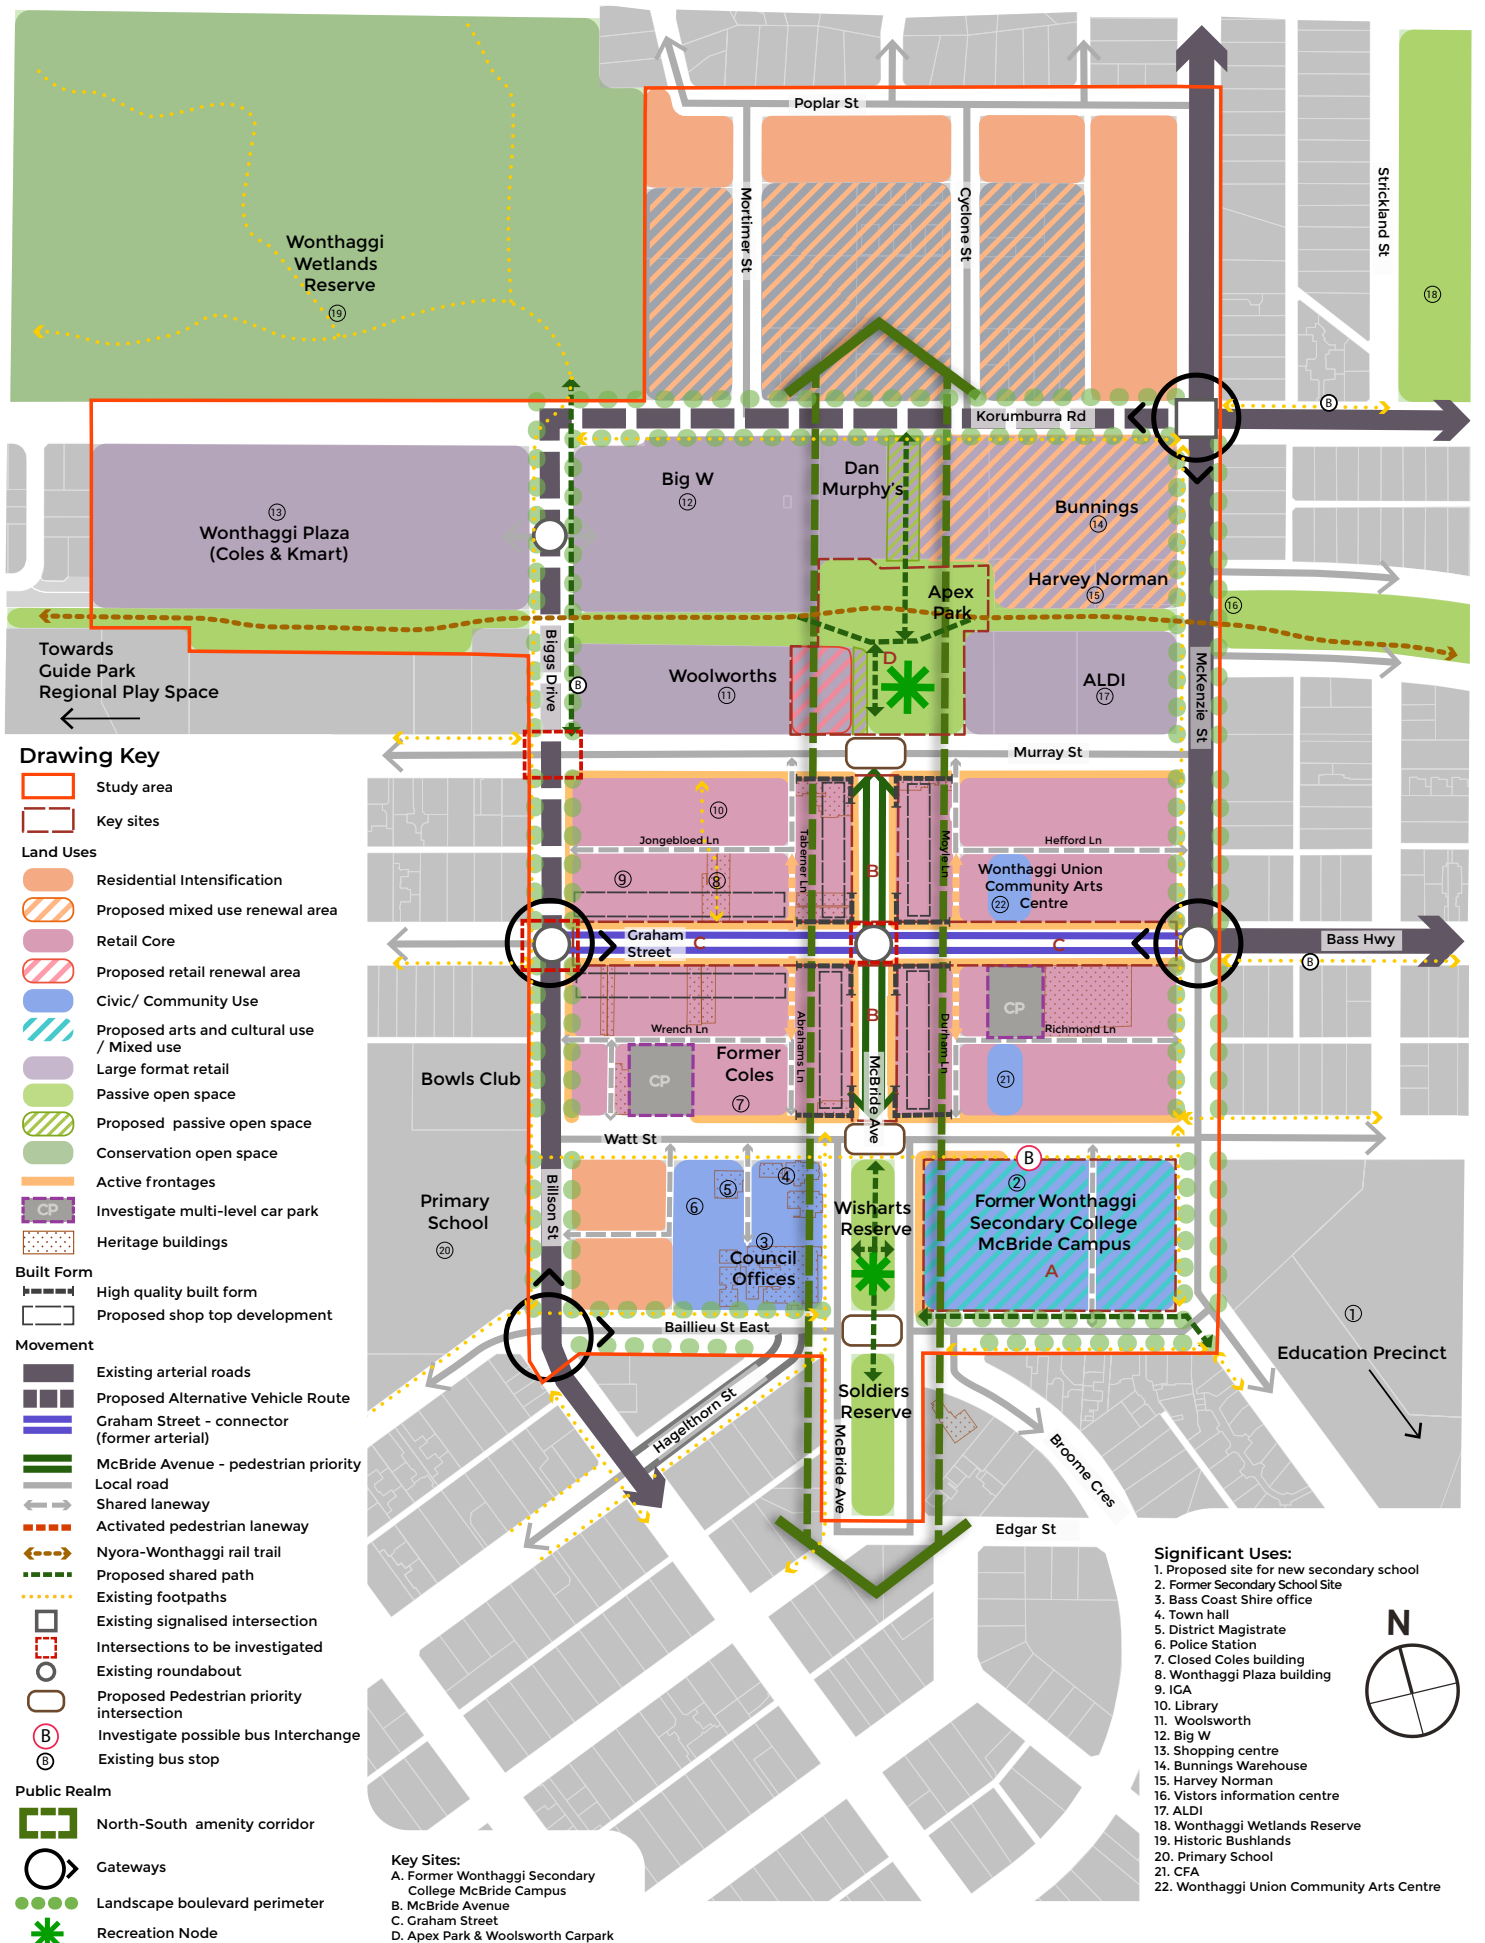 Poplar St
Mortimer St
Cyclone St
Strickland St
Wonthaggi
Wetlands
Reserve
19
18
Korumburra Rd
B
Big W
12
Dan
Murphy's
Bunnings
14
13
Wonthaggi Plaza
(Coles & Kmart)
Harvey Norman
15
Apex
Park
16
Towards
Guide Park
Regional Play Space
Biggs Drive
B
Woolworths
11
D
ALDI
17
McKenzie St
Murray St
10
Jongebloed Ln
Taberner Ln
Moyle Ln
Hefford Ln
9
8
B
Wonthaggi Union
Community Arts
22 Centre
Graham
Street
C
C
Bass Hwy
B
CP
Wrench Ln
Abrahams Ln
B
Durham Ln
Richmond Ln
Bowls Club
CP
Former
Coles
7
McBride Ave
21
Watt St
B
Primary
School
20
Billson St
6
5
4
3
Council
Offices
Wisharts
Reserve
2
Former Wonthaggi
Secondary College
McBride Campus
A
Baillieu St East
1
Education Precinct
Hagelthorn St
Soldiers
Reserve
McBride Ave
Broome Cres
Edgar St
Drawing Key
Study area
Key sites
Land Uses
Residential Intensification
Proposed mixed use renewal area
Retail Core
Proposed retail renewal area
Civic/ Community Use
Proposed arts and cultural use
/ Mixed use
Large format retail
Passive open space
Proposed passive open space
Conservation open space
Active frontages
CP Investigate multi-level car park
Heritage buildings
Built Form
High quality built form
Proposed shop top development
Movement
Existing arterial roads
Proposed Alternative Vehicle Route
Graham Street - connector
(former arterial)
McBride Avenue - pedestrian priority
Local road
Shared laneway
Activated pedestrian laneway
Nyora-Wonthaggi rail trail
Proposed shared path
Existing footpaths
Existing signalised intersection
Intersections to be investigated
Existing roundabout
Proposed Pedestrian priority
intersection
B Investigate possible bus Interchange
B Existing bus stop
Public Realm
North-South amenity corridor
Gateways
Landscape boulevard perimeter
Recreation Node
Key Sites:
A. Former Wonthaggi Secondary
College McBride Campus
B. McBride Avenue
C. Graham Street
D. Apex Park & Woolsworth Carpark
Significant Uses:
1. Proposed site for new secondary school
2. Former Secondary School Site
3. Bass Coast Shire office
4. Town hall
5. District Magistrate
6. Police Station
7. Closed Coles building
8. Wonthaggi Plaza building
9. IGA
10. Library
11. Woolsworth
12. Big W
13. Shopping centre
14. Bunnings Warehouse
15. Harvey Norman
16. Vistors information centre
17. ALDI
18. Wonthaggi Wetlands Reserve
19. Historic Bushlands
20. Primary School
21. CFA
22. Wonthaggi Union Community Arts Centre
N